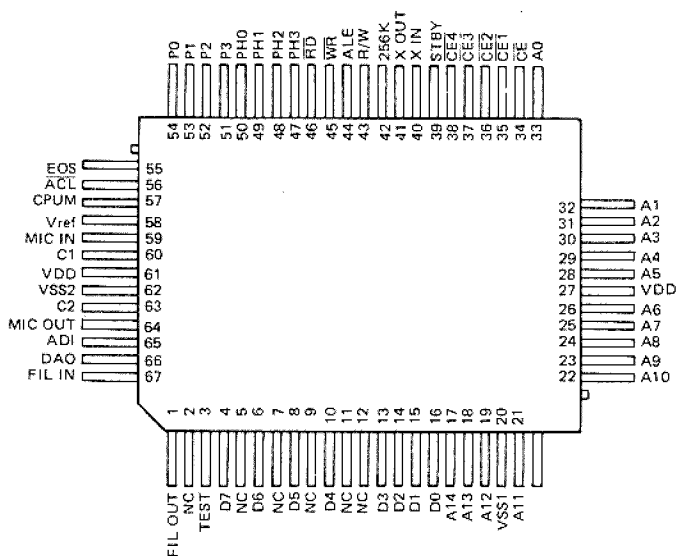 P0 P1 P2 P3 PH0 PH1 PH2 PH3 RD WR ALE R/W 256K X OUT X IN STBY CE4 CE3 CE2 CE1 CE A0
54 53 52 51 50 49 48 47 46 45 44 43 42 41 40 39 38 37 36 35 34 33
EOS 55
ACL 56
CPUM 57
Vref 58
MIC IN 59
C1 60
VDD 61
VSS2 62
C2 63
MIC OUT 64
ADI 65
DAO 66
FIL IN 67
32 A1
31 A2
30 A3
29 A4
28 A5
27 VDD
26 A6
25 A7
24 A8
23 A9
22 A10
1 2 3 4 5 6 7 8 9 10 11 12 13 14 15 16 17 18 19 20 21
FIL OUT NC TEST D7 NC D6 NC D5 NC D4 NC NC D3 D2 D1 D0 A14 A13 A12 VSS1 A11